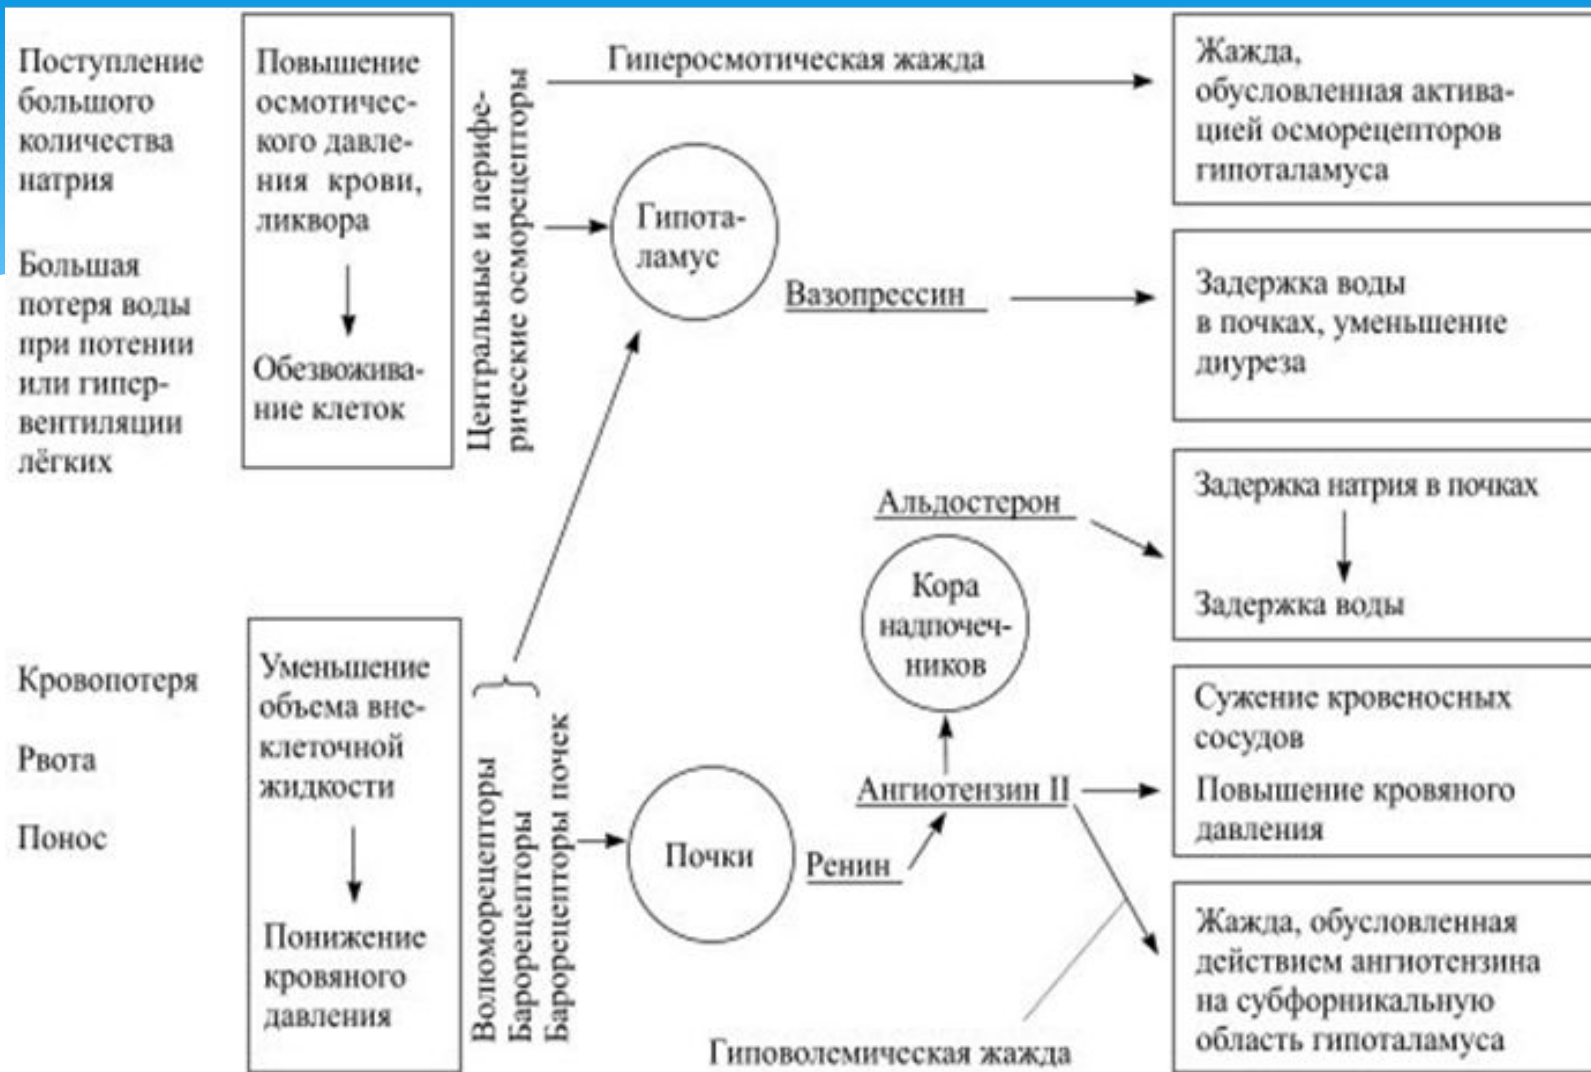 Поступление
большого
количества
натрия
Большая
потеря воды
при потении
или гипер-
вентиляции
лёгких
Повышение
осмотичес-
кого давле-
ния крови,
ликвора
Обезвожива-
ние клеток
Центральные и перифе-
рические осморецепторы
Гиперосмотическая жажда
Гипота-
ламус
Вазопрессин
Жажда,
обусловленная актива-
цией осморецепторов
гипоталамуса
Задержка воды
в почках, уменьшение
диуреза
Альдостерон
Задержка натрия в почках
Задержка воды
Кровопотеря
Рвота
Понос
Уменьшение
объема вне-
клеточной
жидкости
Понижение
кровяного
давления
Волюморецепторы
Барорецепторы
Барорецепторы почек
Почки
Ренин
Ангиотензин II
Кора
надпочеч-
ников
Гиповолемическая жажда
Сужение кровеносных
сосудов
Повышение кровяного
давления
Жажда, обусловленная
действием ангиотензина
на субфорникальную
область гипоталамуса